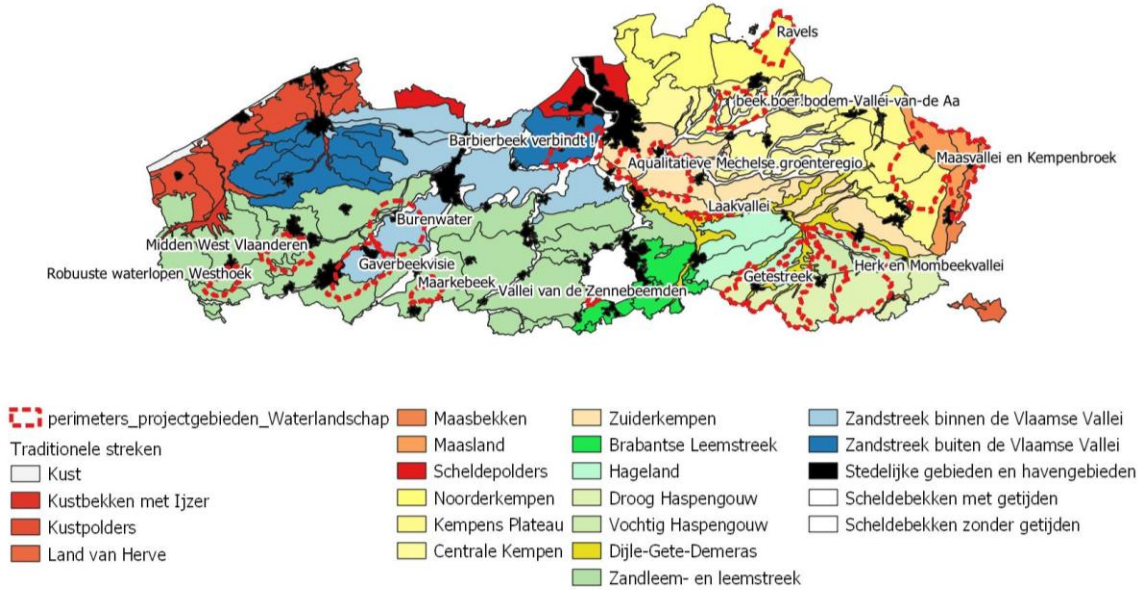 Ravels
beek.boer.bodem-Vallei-van-de Aa
Barbierbeek verbindt !
Aqualitatieve Mechelse groenteregio
Maasvallei en Kempenbroek
Laakvallei
Burenwater
Midden West Vlaanderen
Gaverbeekvisie
Herk en Mombeekvallei
Robuuste waterlopen Westhoek
Getestreek
Maarkebeek
Vallei van de Zennebeemden
perimeters_projectgebieden_Waterlandschap
Traditionele streken
Kust
Kustbekken met Ijzer
Kustpolders
Land van Herve
Maasbekken
Maasland
Scheldepolders
Noorderkempen
Kempens Plateau
Centrale Kempen
Zuiderkempen
Brabantse Leemstreek
Hageland
Droog Haspengouw
Vochtig Haspengouw
Dijle-Gete-Demeras
Zandleem- en leemstreek
Zandstreek binnen de Vlaamse Vallei
Zandstreek buiten de Vlaamse Vallei
Stedelijke gebieden en havengebieden
Scheldebekken met getijden
Scheldebekken zonder getijden